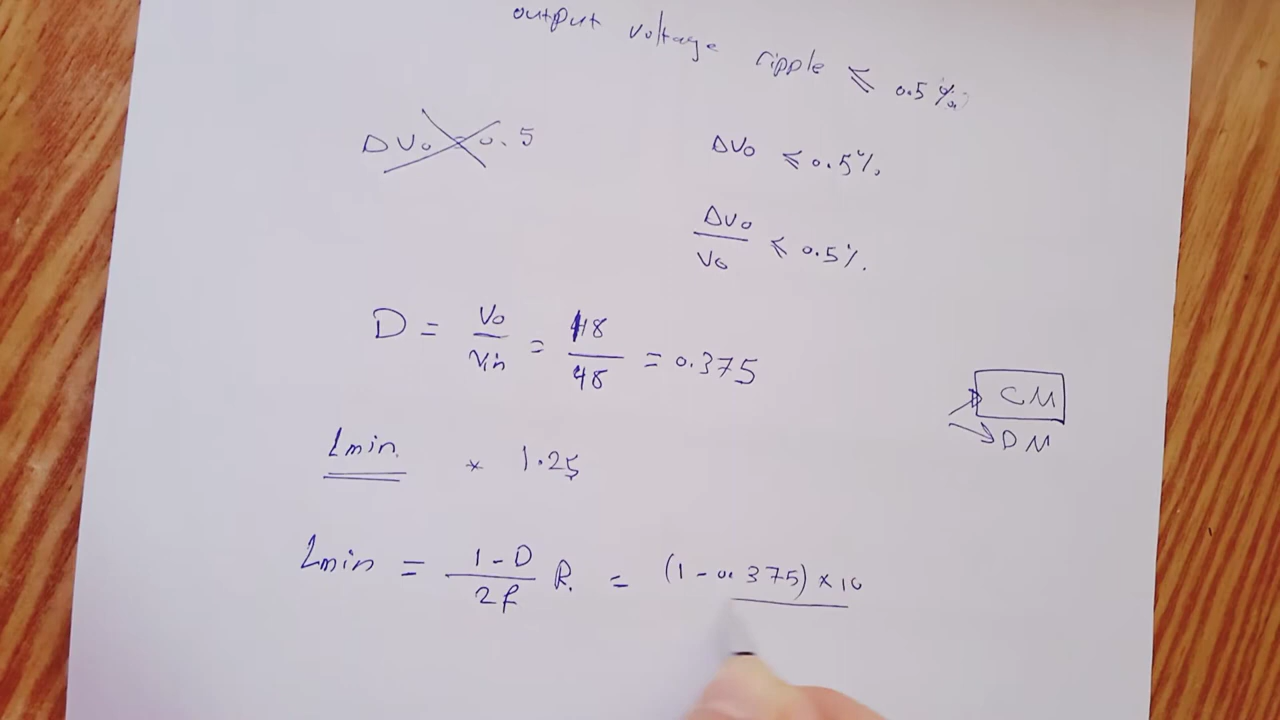 output voltage ripple ≤ 0.5%
ΔVo = 0.5
ΔVo ≤ 0.5%.
ΔVo / Vo ≤ 0.5%.
D = Vo / Vin = 18 / 48 = 0.375
CM
DM
Lmin. * 1.25
Lmin = 1-D / 2f R. = (1-0.375) × 10